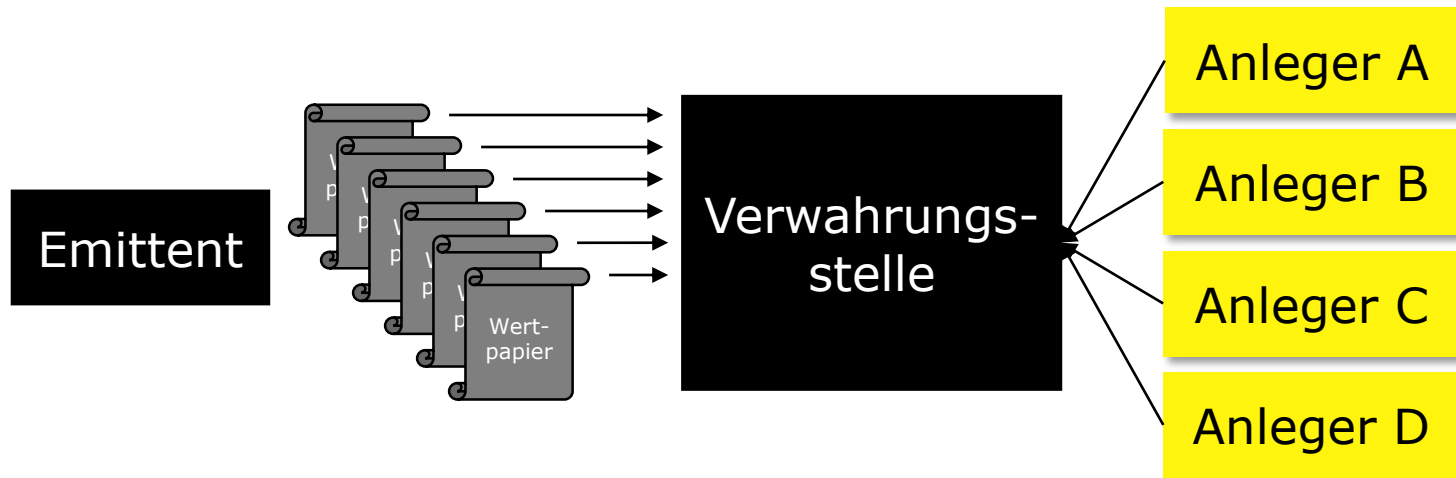 Emittent
Wert-
papier
Verwahrungs-
stelle
Anleger A
Anleger B
Anleger C
Anleger D